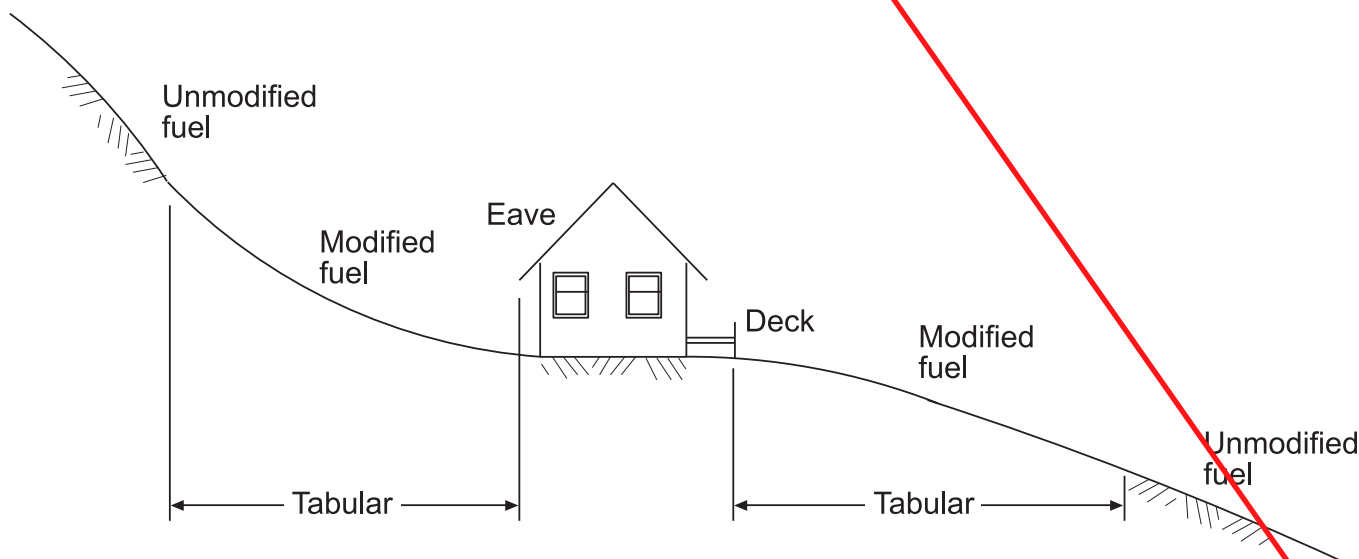 Unmodified
fuel
Eave
Modified
fuel
Deck
Modified
fuel
Unmodified
fuel
Tabular
Tabular